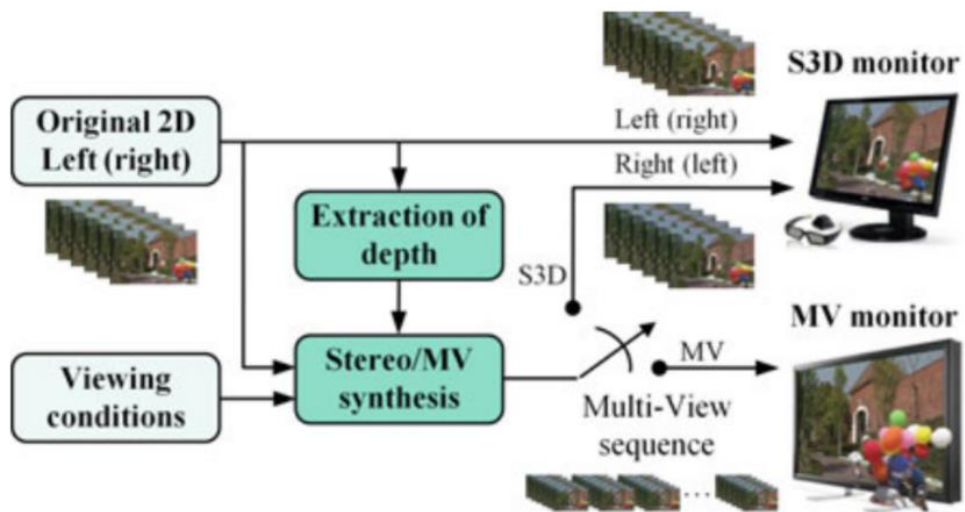 S3D monitor
Original 2D
Left (right)
Left (right)
Right (left)
Extraction of
depth
S3D
MV monitor
Viewing
conditions
Stereo/MV
synthesis
MV
Multi-View
sequence